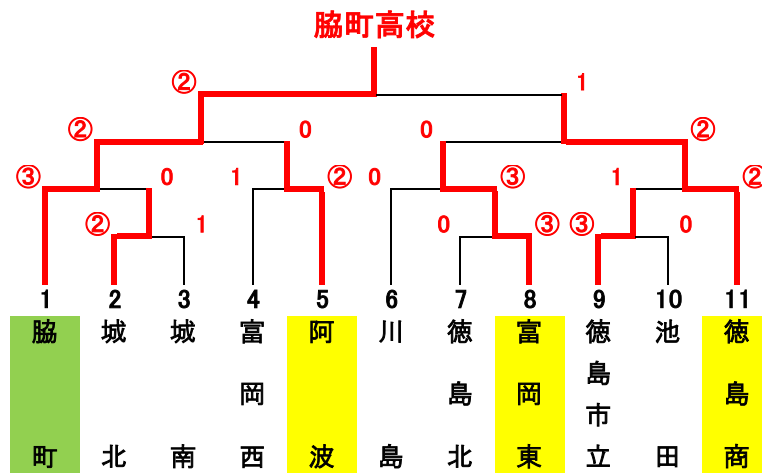 脇町高校
② 1
② 0 0 ②
③ 0 1 ② 0 ③ 1 ②
② 1 0 ③ ③ 0
1 2 3 4 5 6 7 8 9 10 11
脇町
城北
城南
富岡西
阿波
川島
徳島北
富岡東
徳島市立
池田
徳島商